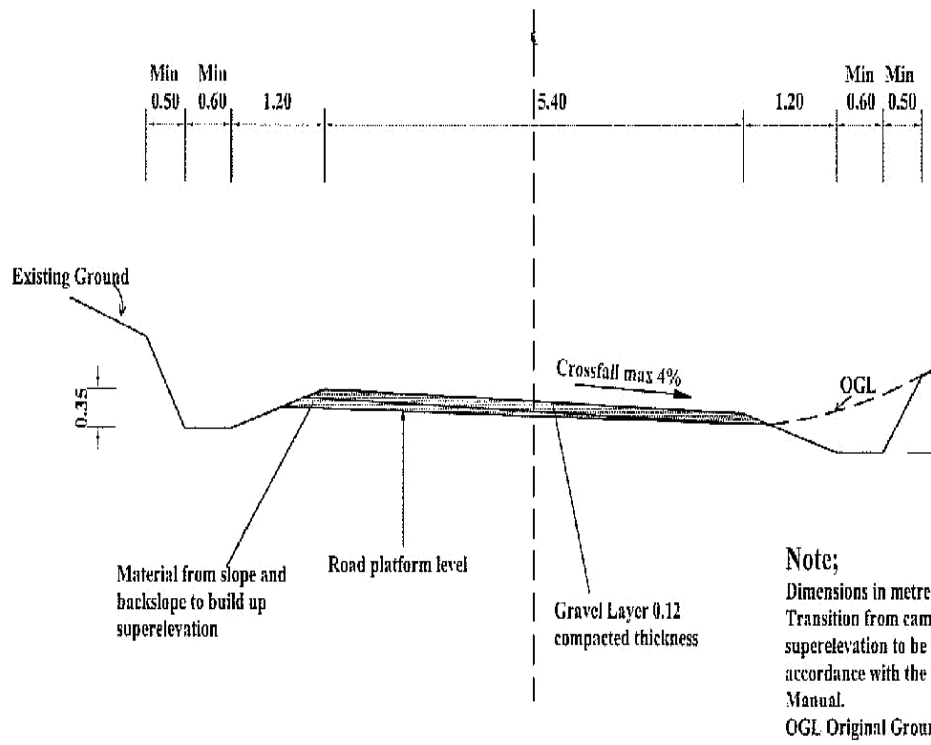 Min Min Min Min
0.50 0.60 1.20 5.40 1.20 0.60 0.50
Existing Ground
Crossfall max 4%
OGL
0.35
Material from slope and
backslope to build up
superelevation
Road platform level
Gravel Layer 0.12
compacted thickness
Note;
Dimensions in metre
Transition from cam
superelevation to be
accordance with the
Manual.
OGL Original Groun